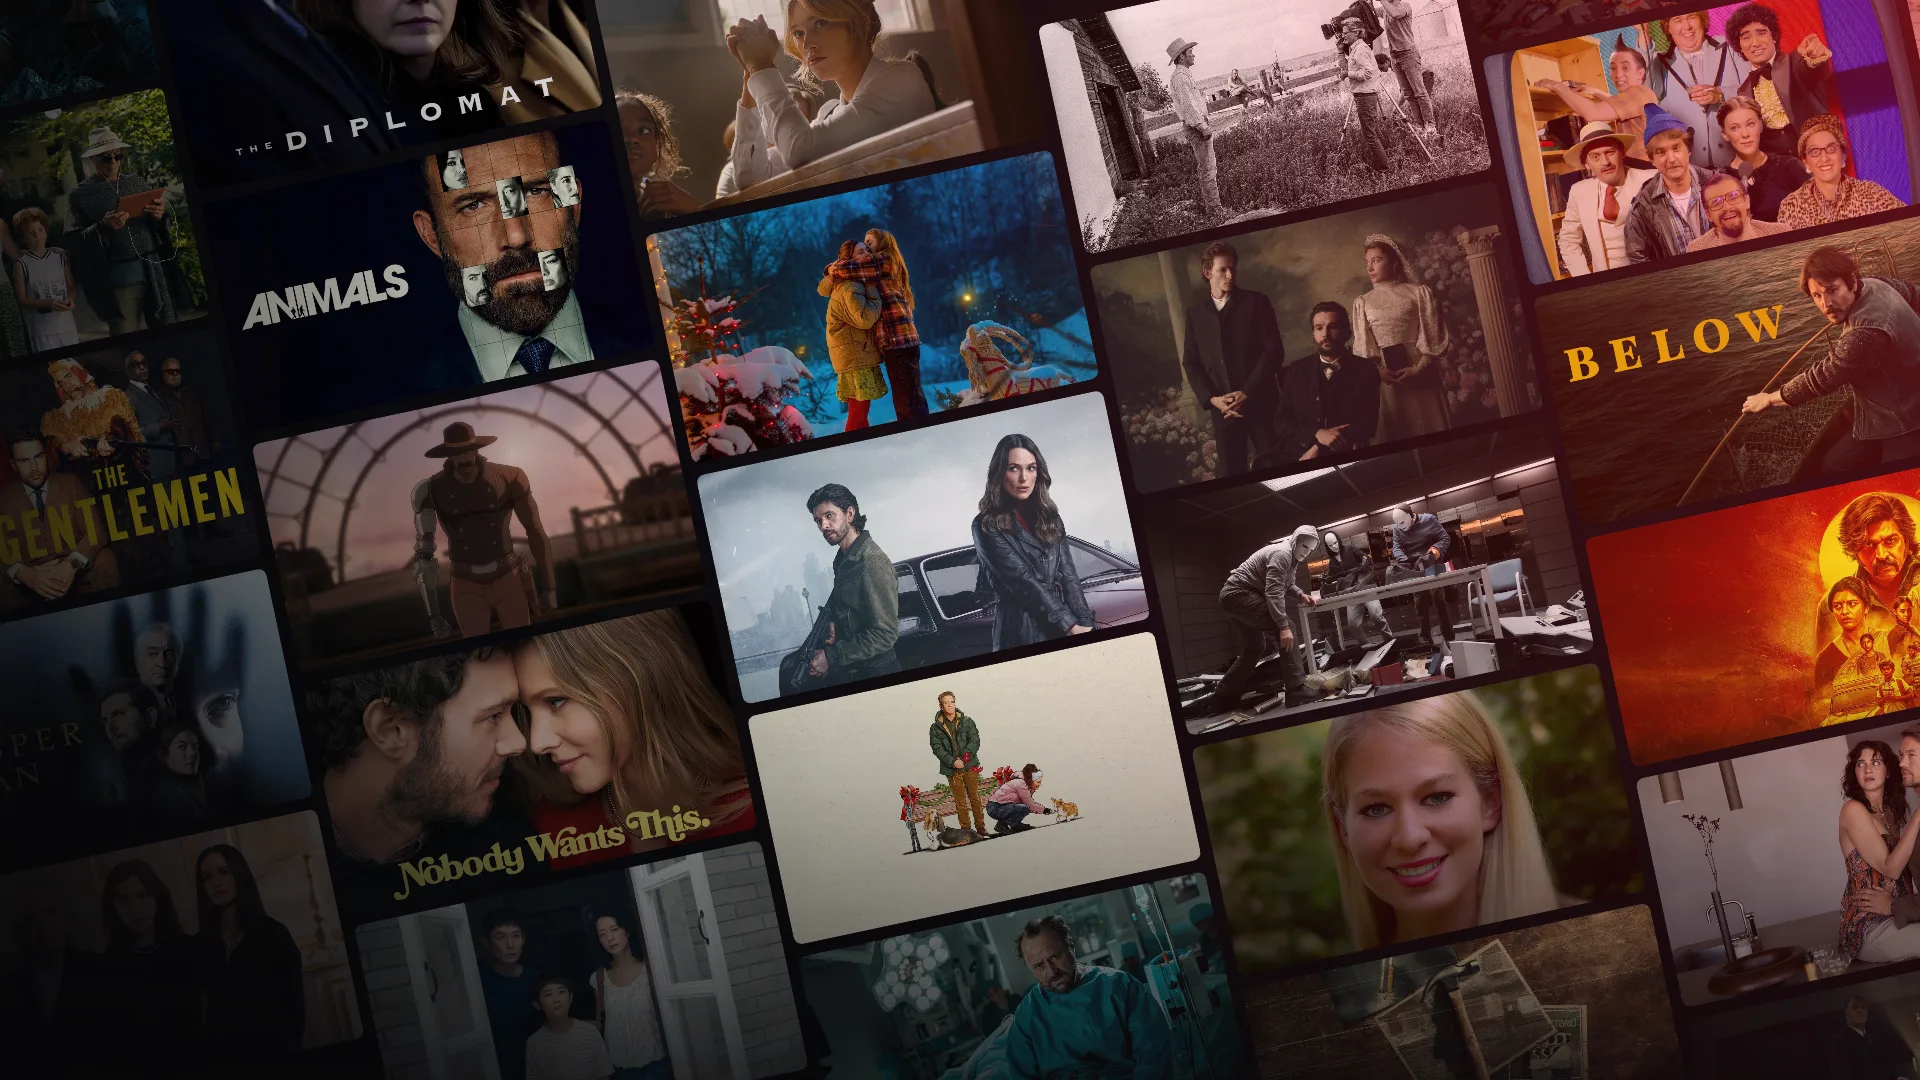 THE DIPLOMAT
ANIMALS
BELOW
THE
GENTLEMEN
Nobody Wants This.